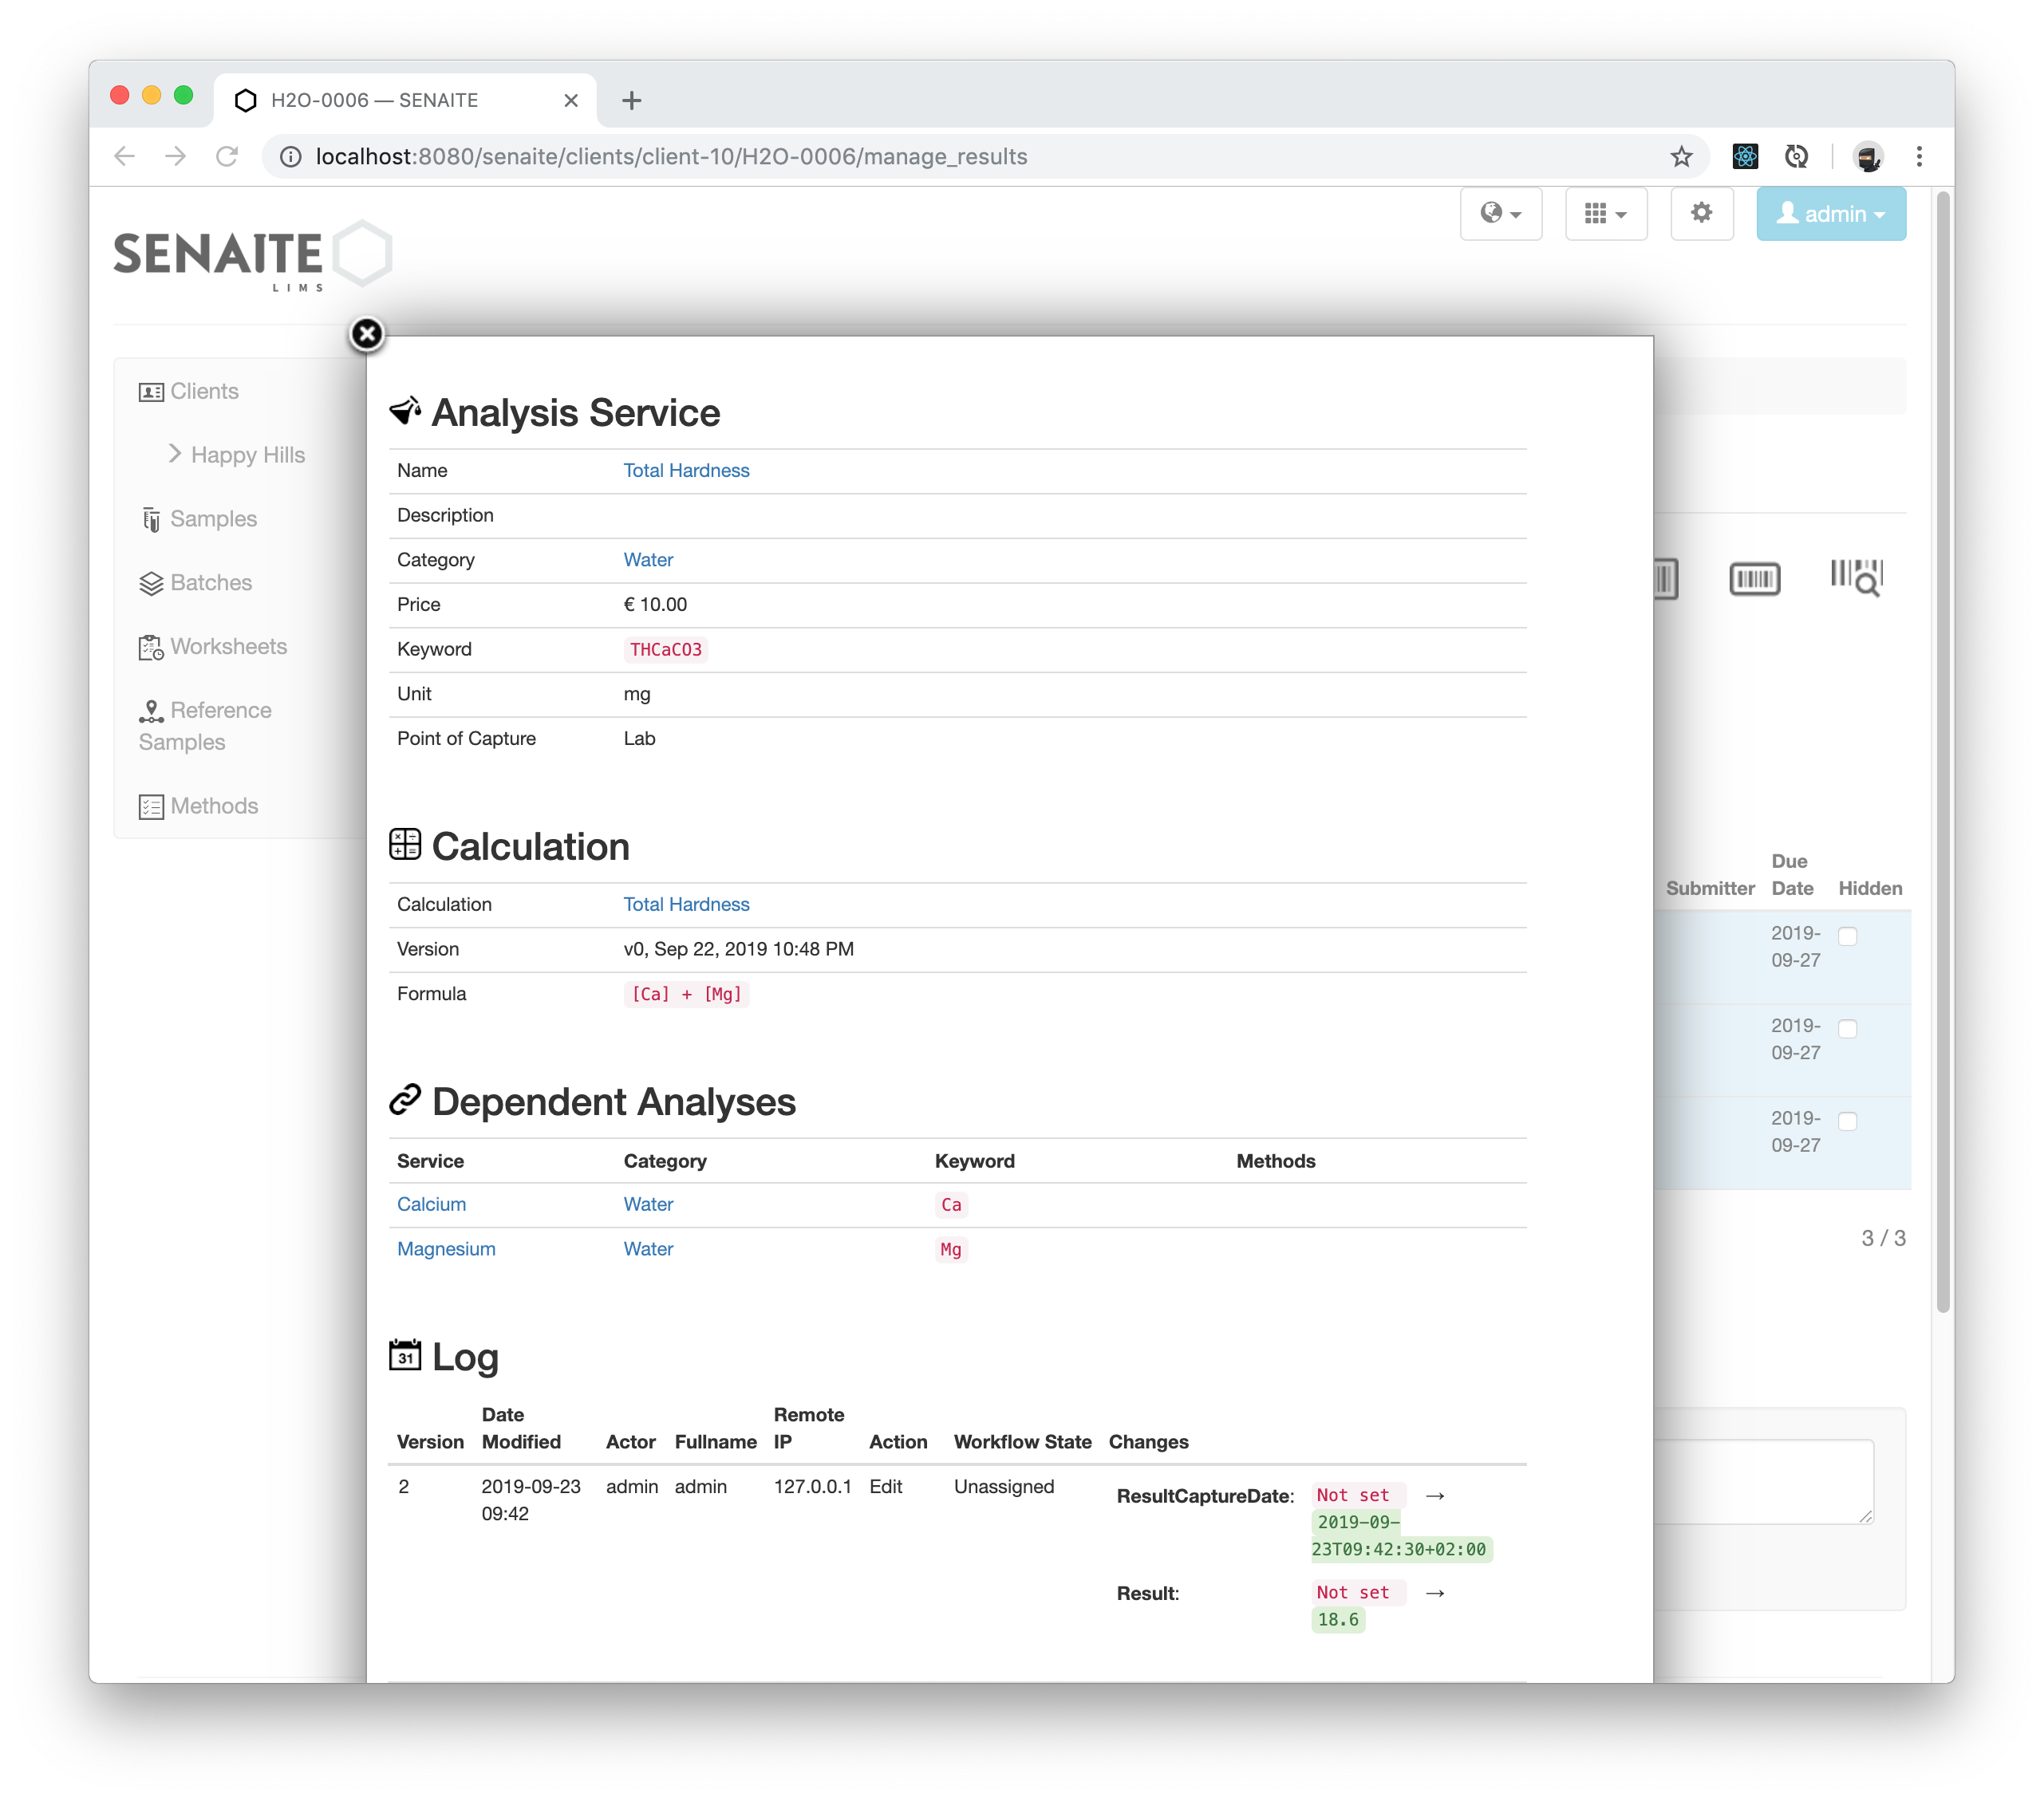 H2O-0006 — SENAITE
localhost:8080/senaite/clients/client-10/H2O-0006/manage_results
admin
SENAITE
LIMS
Clients
Happy Hills
Samples
Batches
Worksheets
Reference
Samples
Methods
Analysis Service
Name Total Hardness
Description
Category Water
Price € 10.00
Keyword THCaCO3
Unit mg
Point of Capture Lab
Calculation
Calculation Total Hardness
Version v0, Sep 22, 2019 10:48 PM
Formula [Ca] + [Mg]
Dependent Analyses
Service Category Keyword Methods
Calcium Water Ca
Magnesium Water Mg
31 Log
Date Remote
Version Modified Actor Fullname IP Action Workflow State Changes
2 2019-09-23 admin admin 127.0.0.1 Edit Unassigned ResultCaptureDate: Not set →
09:42 2019-09-
23T09:42:30+02:00
Result: Not set →
18.6
Due
Submitter Date Hidden
2019-
09-27
2019-
09-27
2019-
09-27
3 / 3